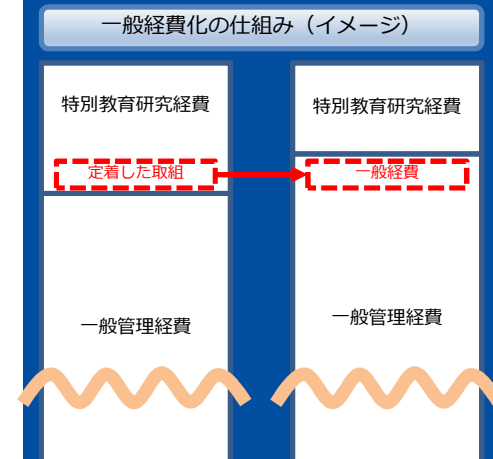 一般経費化の仕組み（イメージ）
特別教育研究経費
定着した取組
一般管理経費
特別教育研究経費
一般経費
一般管理経費